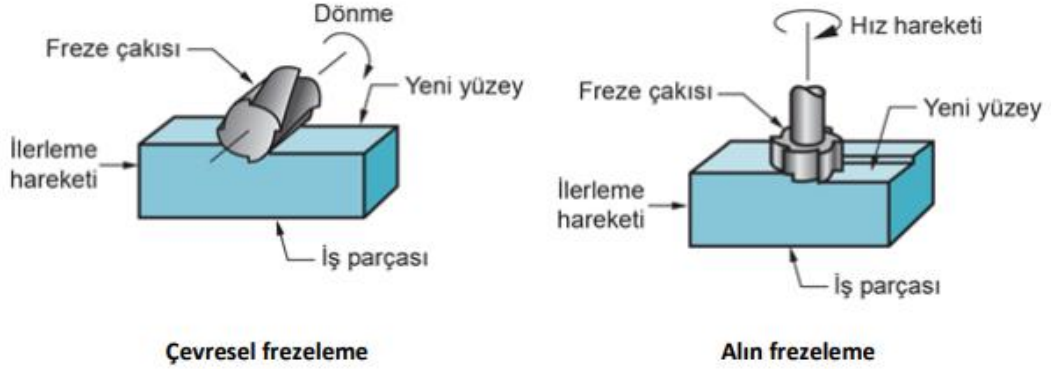 Dönme
Freze çakısı
Yeni yüzey
İlerleme
hareketi
İş parçası
Çevresel frezeleme
Hız hareketi
Freze çakısı
Yeni yüzey
İlerleme
hareketi
İş parçası
Alın frezeleme